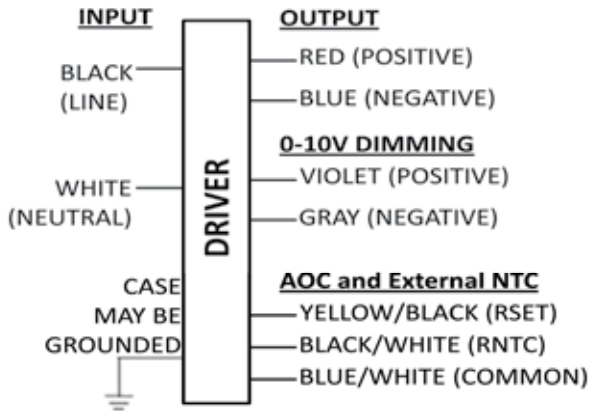 INPUT
BLACK
(LINE)
WHITE
(NEUTRAL)
CASE
MAY BE
GROUNDED
DRIVER
OUTPUT
RED (POSITIVE)
BLUE (NEGATIVE)
0-10V DIMMING
VIOLET (POSITIVE)
GRAY (NEGATIVE)
AOC and External NTC
YELLOW/BLACK (RSET)
BLACK/WHITE (RNTC)
BLUE/WHITE (COMMON)